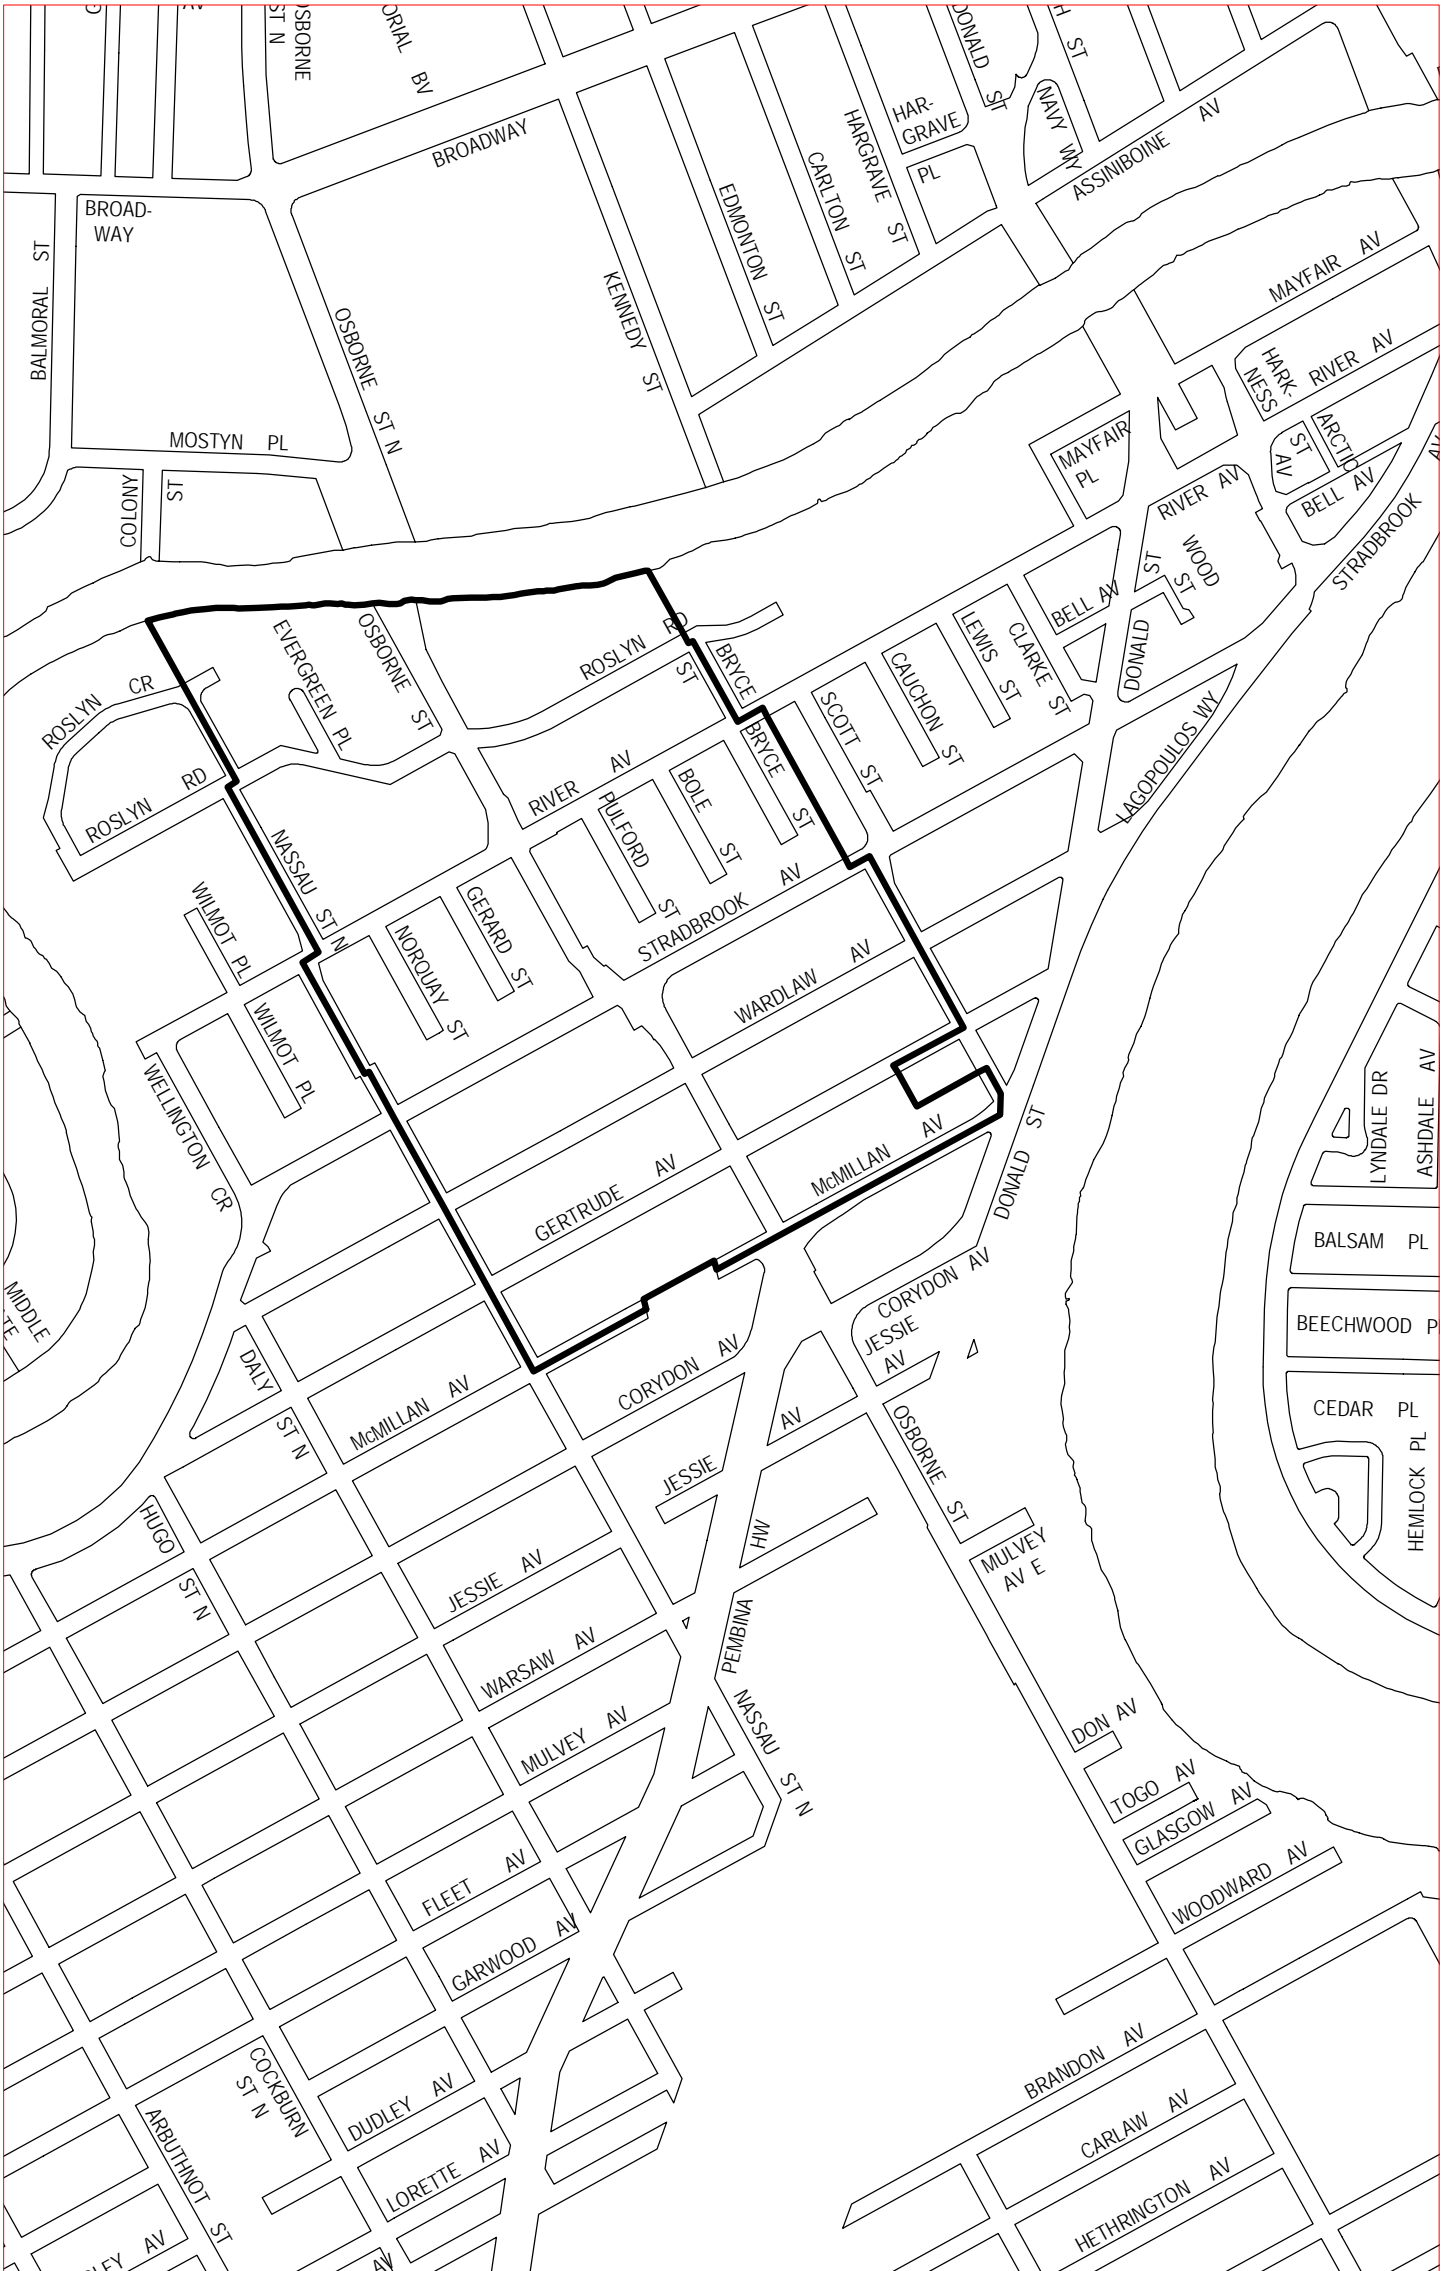 OSBORNE
ST N
ORIAL BV
DONALD ST
H ST
BROADWAY
HAR-
GRAVE
PL
NAVY WY
ASSINIBOINE AV
HARGRAVE ST
CARLTON ST
EDMONTON ST
KENNEDY ST
BROAD-
WAY
BALMORAL ST
OSBORNE ST N
MOSTYN PL
COLONY ST
MAYFAIR AV
HARK-
NESS
RIVER AV
ARCTIC
ST
AV
BELL AV
STRADBROOK
AV
MAYFAIR
PL
RIVER AV
WOOD
ST
DONALD ST
BELL AV
CLARKE ST
LEWIS ST
CAUCHON ST
SCOTT ST
LAGOPOULOS WY
BRYCE
ST
ROSLYN RD
BRYCE ST
EVERGREEN PL
OSBORNE ST
ROSLYN CR
ROSLYN RD
RIVER AV
BOLE ST
PULFORD ST
NASSAU ST N
GERARD ST
NORQUAY ST
STRADBROOK AV
WILMOT PL
WILMOT PL
WARDLAW AV
WELLINGTON CR
McMILLAN AV
GERTRUDE AV
DONALD ST
LYNDALE DR
ASHDALE AV
BALSAM PL
BEECHWOOD P
CEDAR PL
HEMLOCK PL
MIDDLE
TE
CORYDON AV
JESSIE
AV
CORYDON AV
DALY
ST N
McMILLAN AV
JESSIE
AV
OSBORNE ST
HW
MULVEY
AV E
HUGO
ST N
JESSIE AV
WARSAW AV
PEMBINA
MULVEY AV
NASSAU ST N
DON AV
TOGO AV
GLASGOW AV
WOODWARD AV
FLEET AV
GARWOOD AV
BRANDON AV
COCKBURN
ST N
DUDLEY AV
CARLAW AV
ARBUTHNOT ST
LORETTE AV
HETHRINGTON AV
LEY AV
AV